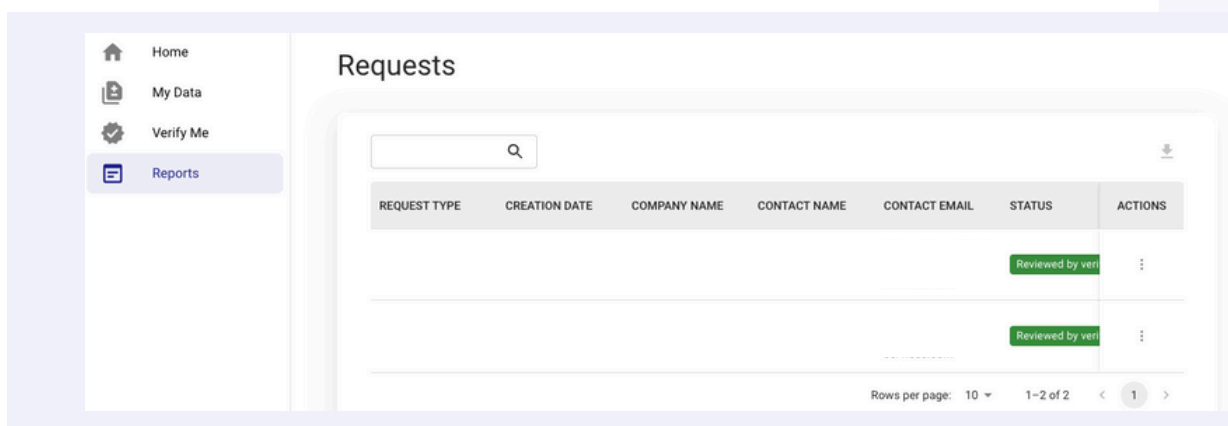 Home
My Data
Verify Me
Reports
Requests
REQUEST TYPE CREATION DATE COMPANY NAME CONTACT NAME CONTACT EMAIL STATUS ACTIONS
Reviewed by veri
Reviewed by veri
Rows per page: 10 1–2 of 2 < 1 >